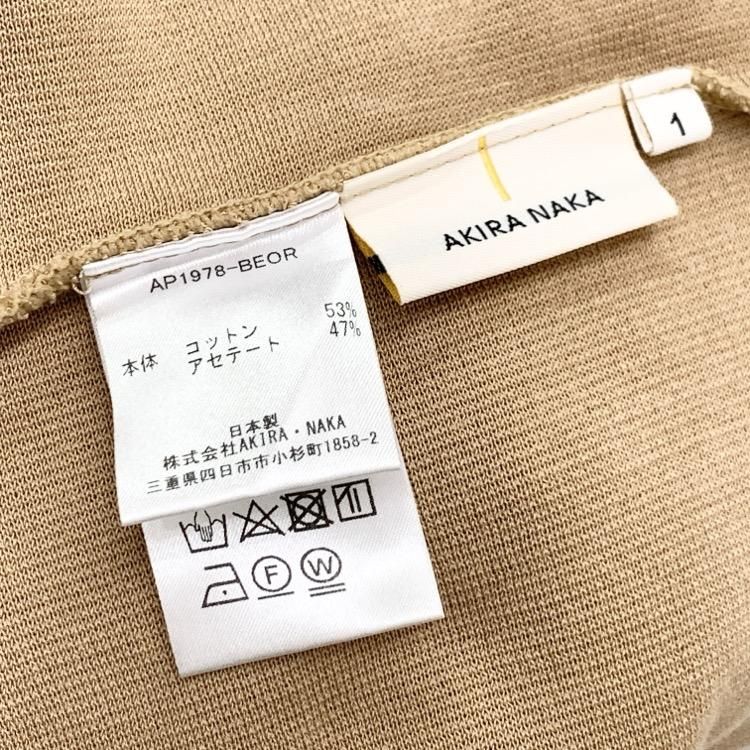 1
AKIRA NAKA
AP1978-BEOR
本体 コットン 53%
アセテート 47%
日本製
株式会社AKIRA・NAKA
三重県四日市市小杉町1858-2
F W